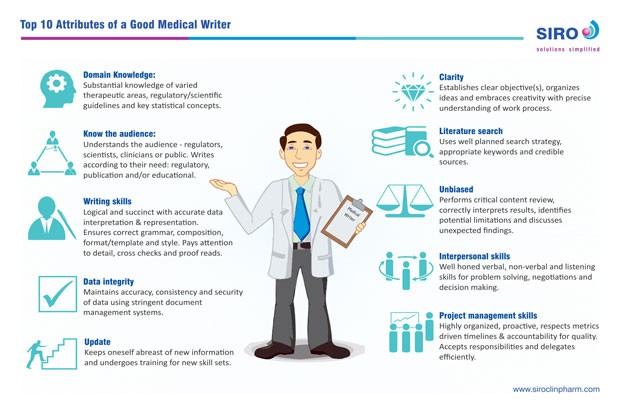 Top 10 Attributes of a Good Medical Writer
SIRO
solutions simplified
Domain Knowledge:
Substantial knowledge of varied
therapeutic areas, regulatory/scientific
guidelines and key statistical concepts.
Know the audience:
Understands the audience - regulators,
scientists, clinicians or public. Writes
according to their need: regulatory,
publication and/or educational.
Writing skills
Logical and succinct with accurate data
interpretation & representation.
Ensures correct grammar, composition,
format/template and style. Pays attention
to detail, cross checks and proof reads.
Data integrity
Maintains accuracy, consistency and security
of data using stringent document
management systems.
Update
Keeps oneself abreast of new information
and undergoes training for new skill sets.
Medical
Writer
Clarity
Establishes clear objective(s), organizes
ideas and embraces creativity with precise
understanding of work process.
Literature search
Uses well planned search strategy,
appropriate keywords and credible
sources.
Unbiased
Performs critical content review,
correctly interprets results, identifies
potential limitations and discusses
unexpected findings.
Interpersonal skills
Well honed verbal, non-verbal and listening
skills for problem solving, negotiations and
decision making.
Project management skills
Highly organized, proactive, respects metrics
driven timelines & accountability for quality.
Accepts responsibilities and delegates
efficiently.
www.siroclinpharm.com